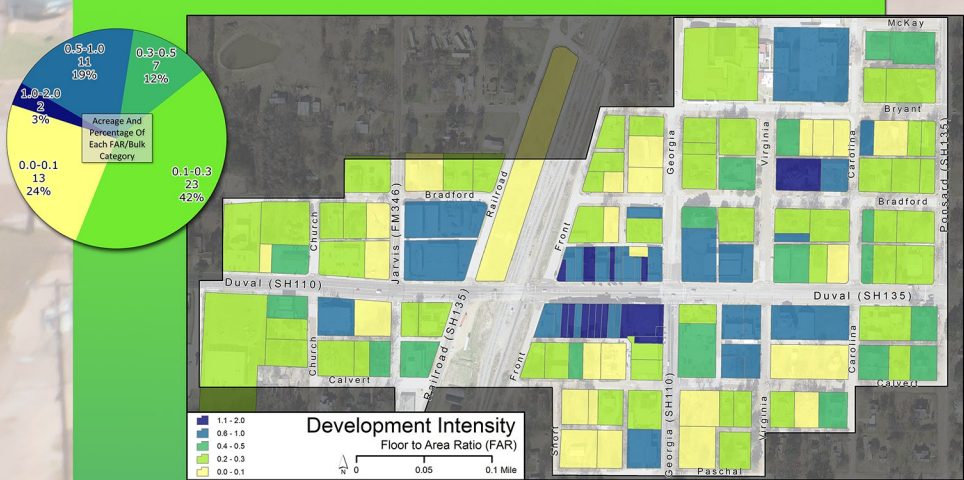 0.5-1.0
11
19%
0.3-0.5
7
12%
1.0-2.0
2
3%
Acreage And
Percentage Of
Each FAR/Bulk
Category
0.0-0.1
13
24%
0.1-0.3
23
42%
McKay
Bryant
Georgia
Virginia
Carolina
Ponsard (SH135)
Bradford
Bradford
Railroad
Jarvis (FM346)
Church
Front
Duval (SH110)
Duval (SH135)
Railroad (SH135)
Church
Calvert
Front
Carolina
Calvert
Short
Georgia (SH110)
Virginia
Paschal
1.1 - 2.0
0.6 - 1.0
0.4 - 0.5
0.2 - 0.3
0.0 - 0.1
Development Intensity
Floor to Area Ratio (FAR)
N
0 0.05 0.1 Mile